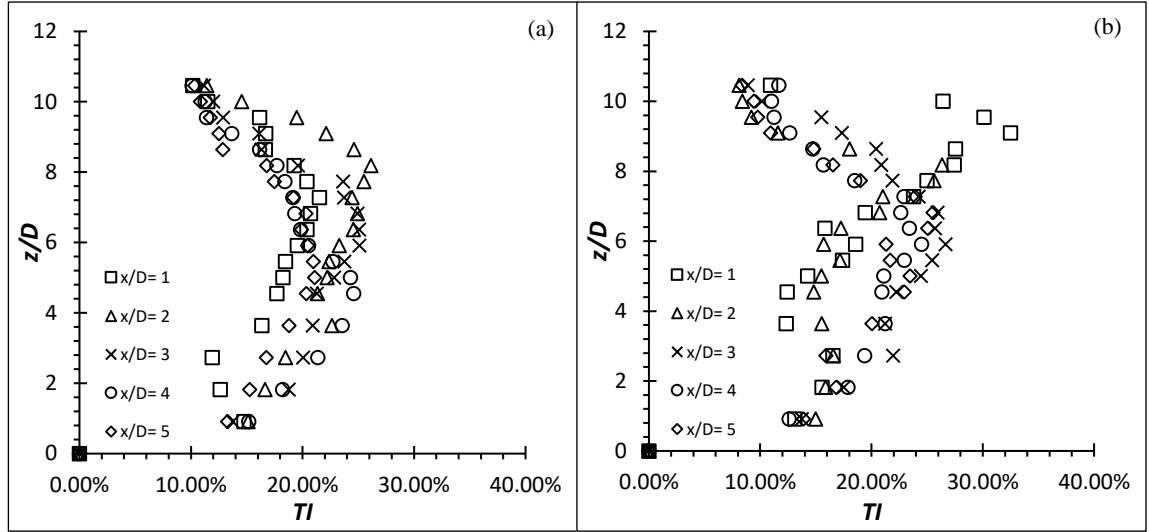 (a)
12
10
8
6
4
2
0
z/D
x/D= 1
x/D= 2
x/D= 3
x/D= 4
x/D= 5
0.00% 10.00% 20.00% 30.00% 40.00%
TI
(b)
12
10
8
6
4
2
0
z/D
x/D= 1
x/D= 2
x/D= 3
x/D= 4
x/D= 5
0.00% 10.00% 20.00% 30.00% 40.00%
TI